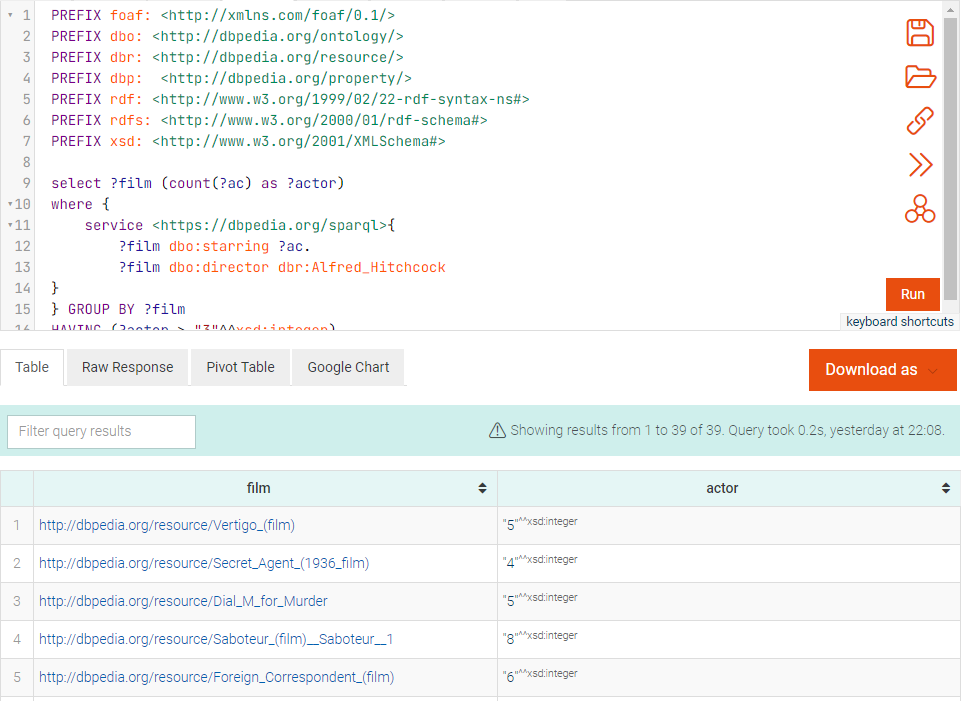 1 PREFIX foaf: <http://xmlns.com/foaf/0.1/>
2 PREFIX dbo: <http://dbpedia.org/ontology/>
3 PREFIX dbr: <http://dbpedia.org/resource/>
4 PREFIX dbp:  <http://dbpedia.org/property/>
5 PREFIX rdf: <http://www.w3.org/1999/02/22-rdf-syntax-ns#>
6 PREFIX rdfs: <http://www.w3.org/2000/01/rdf-schema#>
7 PREFIX xsd: <http://www.w3.org/2001/XMLSchema#>
8
9 select ?film (count(?ac) as ?actor)
10 where {
11     service <https://dbpedia.org/sparql>{
12         ?film dbo:starring ?ac.
13         ?film dbo:director dbr:Alfred_Hitchcock
14 }
15 } GROUP BY ?film
16 HAVING (?actor > "3"^^xsd:integer)
Run
keyboard shortcuts
Table Raw Response Pivot Table Google Chart Download as
Filter query results Showing results from 1 to 39 of 39. Query took 0.2s, yesterday at 22:08.
film actor
1 http://dbpedia.org/resource/Vertigo_(film) "5"^^xsd:integer
2 http://dbpedia.org/resource/Secret_Agent_(1936_film) "4"^^xsd:integer
3 http://dbpedia.org/resource/Dial_M_for_Murder "5"^^xsd:integer
4 http://dbpedia.org/resource/Saboteur_(film)__Saboteur__1 "8"^^xsd:integer
5 http://dbpedia.org/resource/Foreign_Correspondent_(film) "6"^^xsd:integer